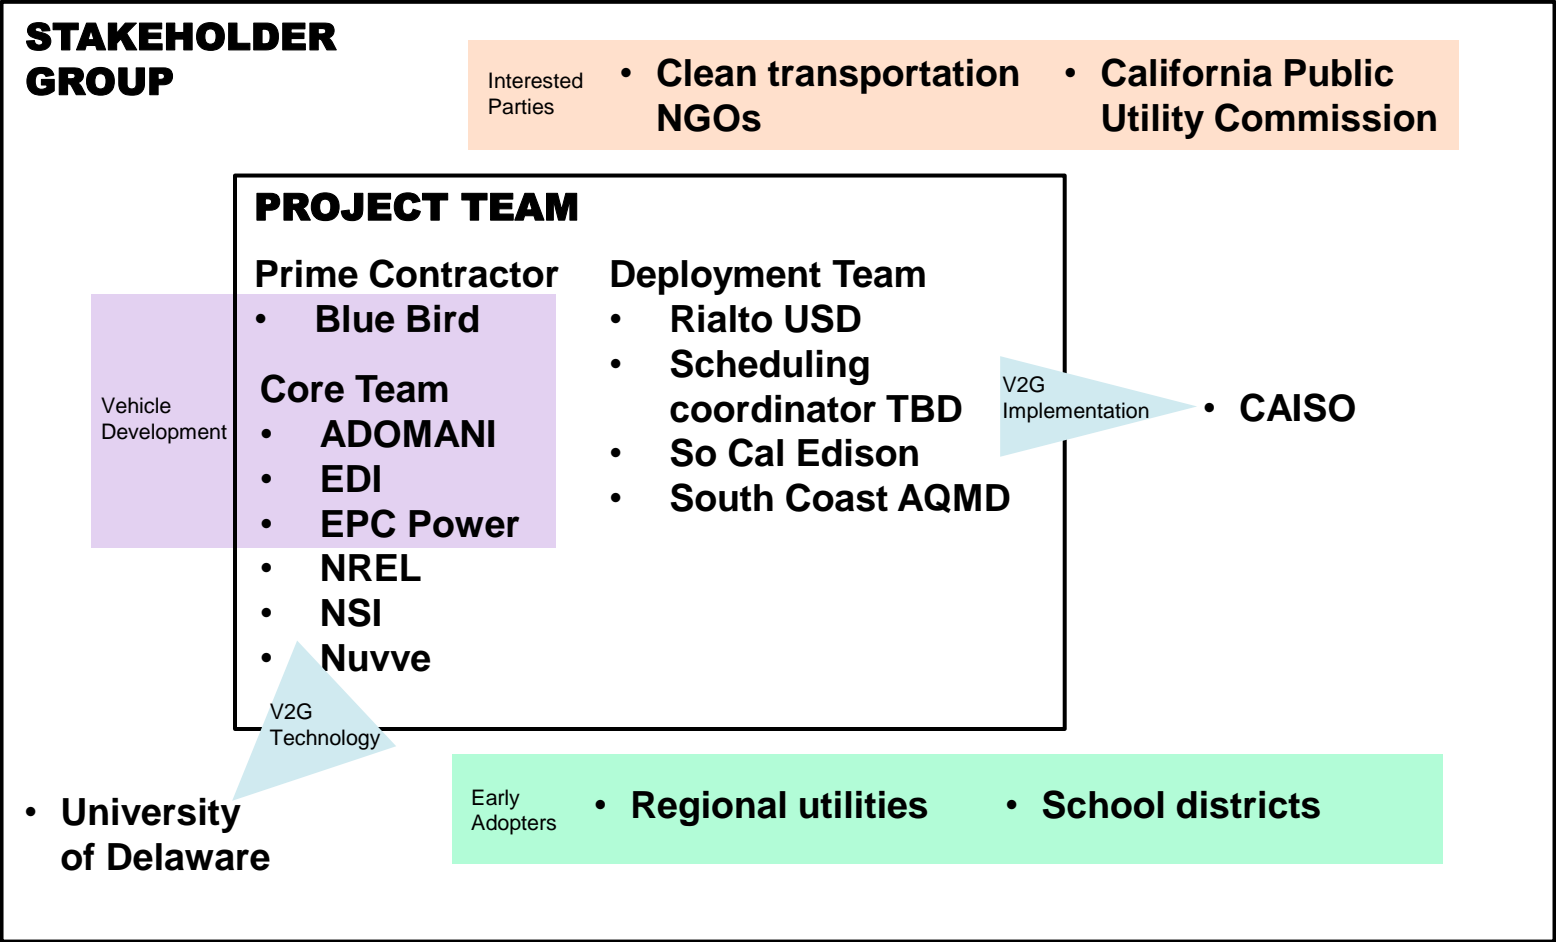 STAKEHOLDER
GROUP
Interested
Parties
• Clean transportation
NGOs
• California Public
Utility Commission
PROJECT TEAM
Prime Contractor
• Blue Bird
Core Team
• ADOMANI
• EDI
• EPC Power
• NREL
• NSI
• Nuvve
Vehicle
Development
Deployment Team
• Rialto USD
• Scheduling
coordinator TBD
• So Cal Edison
• South Coast AQMD
V2G
Implementation
• CAISO
V2G
Technology
• University
of Delaware
Early
Adopters
• Regional utilities
• School districts